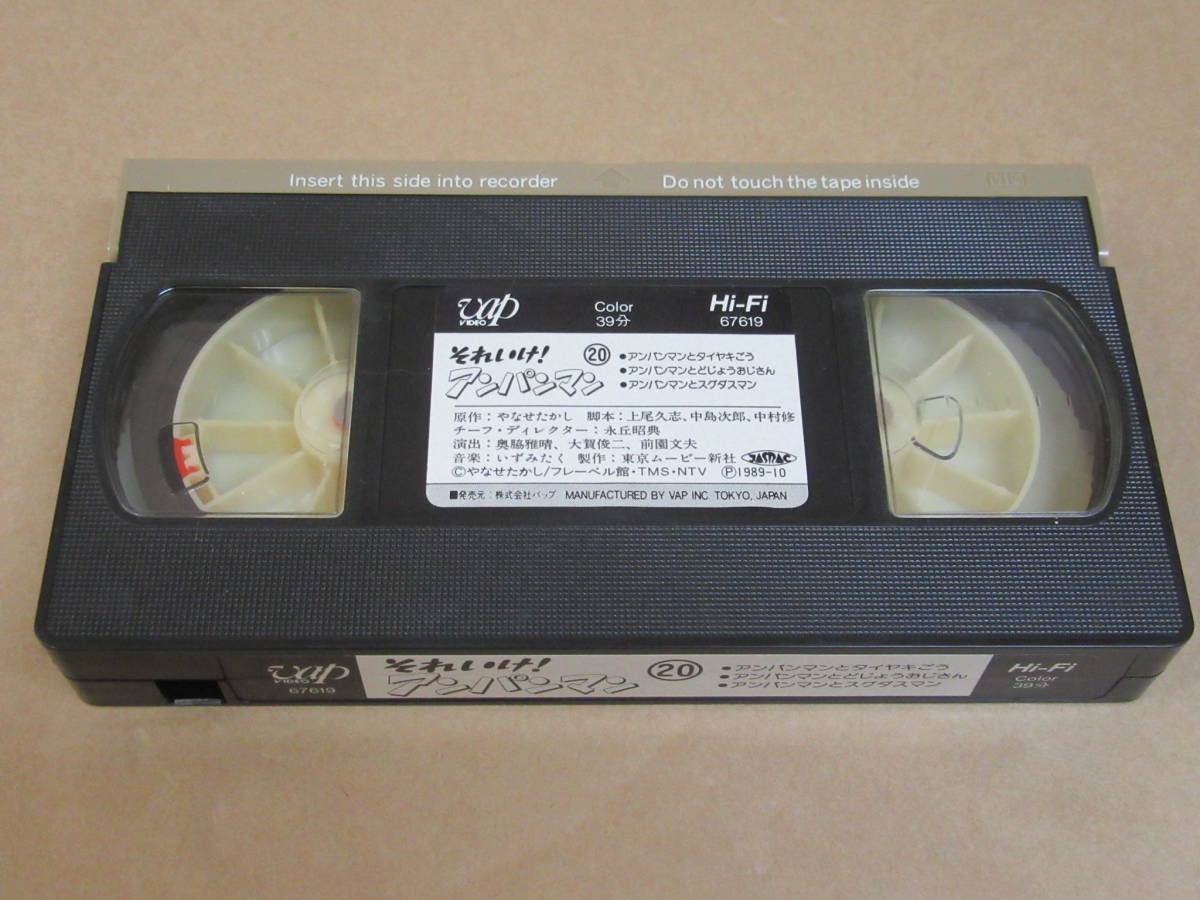 Insert this side into recorder
Do not touch the tape inside
vap
VIDEO
Color
39分
Hi-Fi
67619
それいけ!
アンパンマン
⑳
●アンパンマンとタイヤキごう
●アンパンマンとどじょうおじさん
●アンパンマンとスグダスマン
原作:やなせたかし 脚本:上尾久志、中島次郎、中村修
チーフ・ディレクター:永丘昭典
演出:奥脇雅晴、大賀俊二、前園文夫
音楽:いずみたく 製作:東京ムービー新社 JASRAC
©やなせたかし/フレーベル館・TMS・NTV ℗1989-10
■発売元:株式会社バップ MANUFACTURED BY VAP INC. TOKYO, JAPAN
vap
VIDEO
67619
それいけ!
アンパンマン
⑳
●アンパンマンとタイヤキごう
●アンパンマンとどじょうおじさん
●アンパンマンとスグダスマン
Hi-Fi
Color
39分